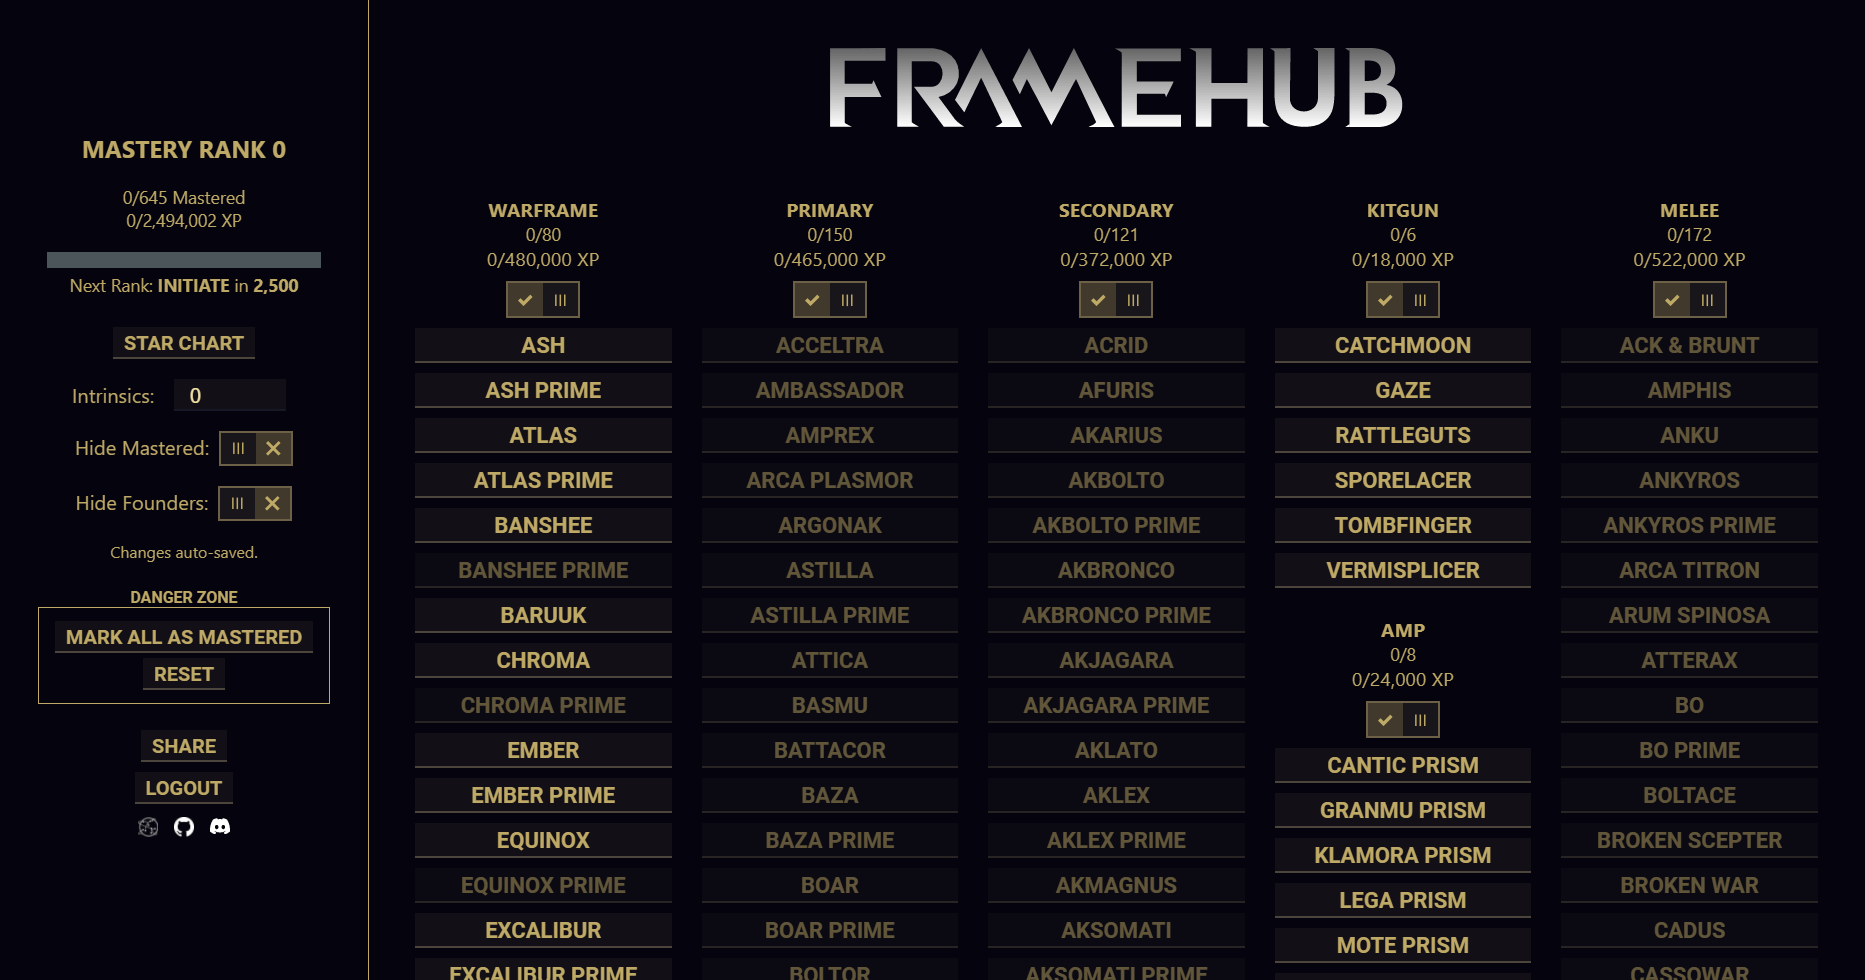 FRAMEHUB
MASTERY RANK 0
0/645 Mastered
0/2,494,002 XP
Next Rank: INITIATE in 2,500
STAR CHART
Intrinsics: 0
Hide Mastered:
Hide Founders:
Changes auto-saved.
DANGER ZONE
MARK ALL AS MASTERED
RESET
SHARE
LOGOUT
WARFRAME
0/80
0/480,000 XP
ASH
ASH PRIME
ATLAS
ATLAS PRIME
BANSHEE
BANSHEE PRIME
BARUUK
CHROMA
CHROMA PRIME
EMBER
EMBER PRIME
EQUINOX
EQUINOX PRIME
EXCALIBUR
EXCALIBUR PRIME
PRIMARY
0/150
0/465,000 XP
ACCELTRA
AMBASSADOR
AMPREX
ARCA PLASMOR
ARGONAK
ASTILLA
ASTILLA PRIME
ATTICA
BASMU
BATTACOR
BAZA
BAZA PRIME
BOAR
BOAR PRIME
BOLTOR
SECONDARY
0/121
0/372,000 XP
ACRID
AFURIS
AKARIUS
AKBOLTO
AKBOLTO PRIME
AKBRONCO
AKBRONCO PRIME
AKJAGARA
AKJAGARA PRIME
AKLATO
AKLEX
AKLEX PRIME
AKMAGNUS
AKSOMATI
AKSOMATI PRIME
KITGUN
0/6
0/18,000 XP
CATCHMOON
GAZE
RATTLEGUTS
SPORELACER
TOMBFINGER
VERMISPLICER
AMP
0/8
0/24,000 XP
CANTIC PRISM
GRANMU PRISM
KLAMORA PRISM
LEGA PRISM
MOTE PRISM
MELEE
0/172
0/522,000 XP
ACK & BRUNT
AMPHIS
ANKU
ANKYROS
ANKYROS PRIME
ARCA TITRON
ARUM SPINOSA
ATTERAX
BO
BO PRIME
BOLTACE
BROKEN SCEPTER
BROKEN WAR
CADUS
CASSOWAR